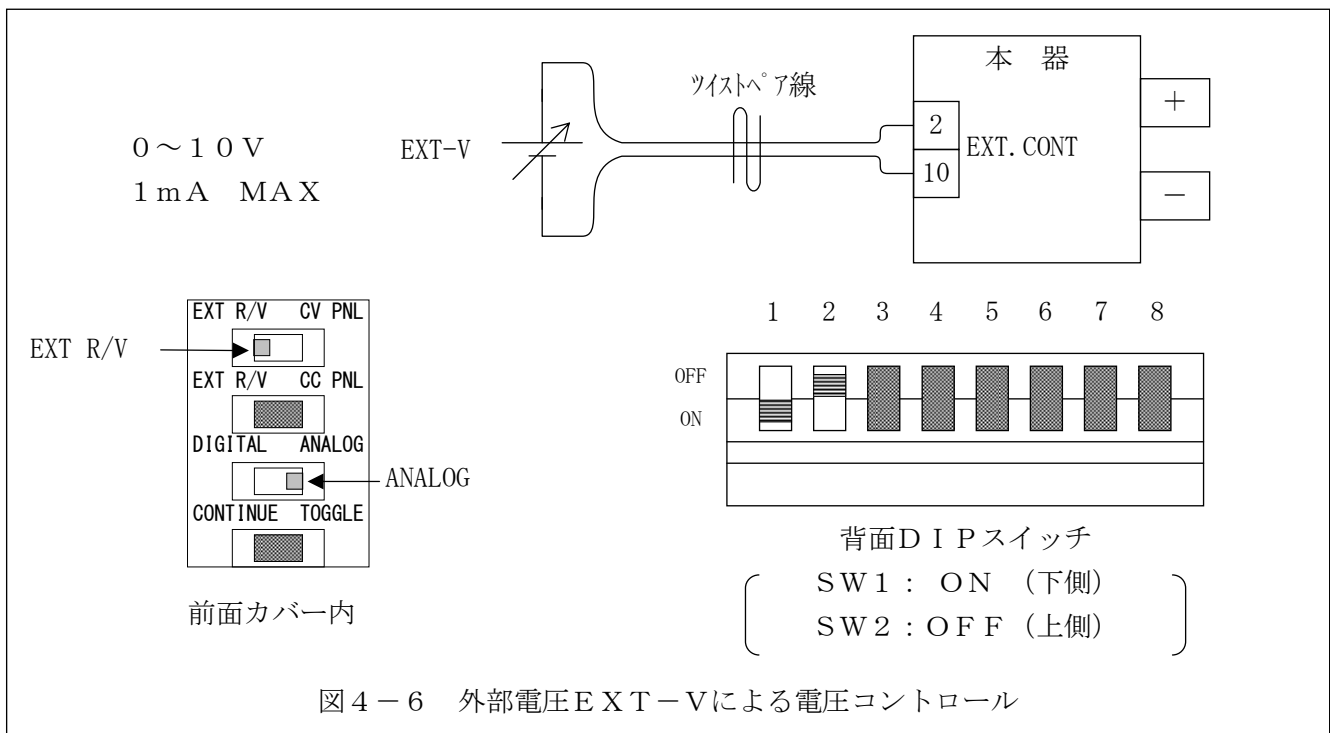 本 器
ツイストペア線
+
0~10V
EXT-V
2
EXT.CONT
1mA MAX
10
-
EXT R/V CV PNL
EXT R/V
EXT R/V CC PNL
DIGITAL ANALOG
ANALOG
CONTINUE TOGGLE
前面カバー内
1 2 3 4 5 6 7 8
OFF
ON
背面DIPスイッチ
SW1: ON (下側)
SW2:OFF (上側)
図4-6 外部電圧EXT-Vによる電圧コントロール